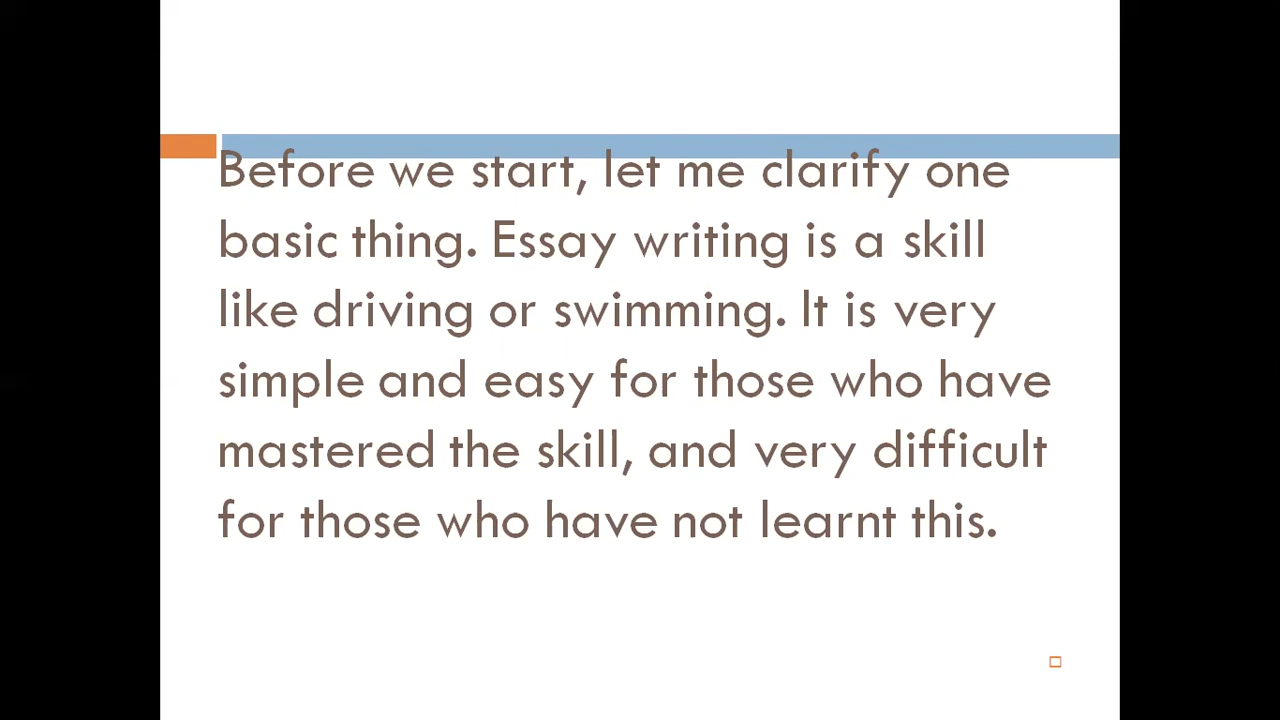 Before we start, let me clarify one
basic thing. Essay writing is a skill
like driving or swimming. It is very
simple and easy for those who have
mastered the skill, and very difficult
for those who have not learnt this.